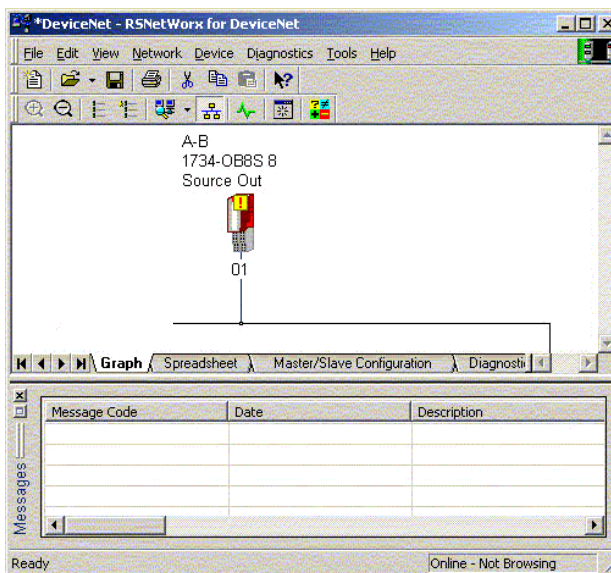 *DeviceNet - RSNetWorx for DeviceNet
File Edit View Network Device Diagnostics Tools Help
A-B
1734-OB8S 8
Source Out
01
Graph Spreadsheet Master/Slave Configuration Diagnosti
Messages
Message Code Date Description
Ready Online - Not Browsing